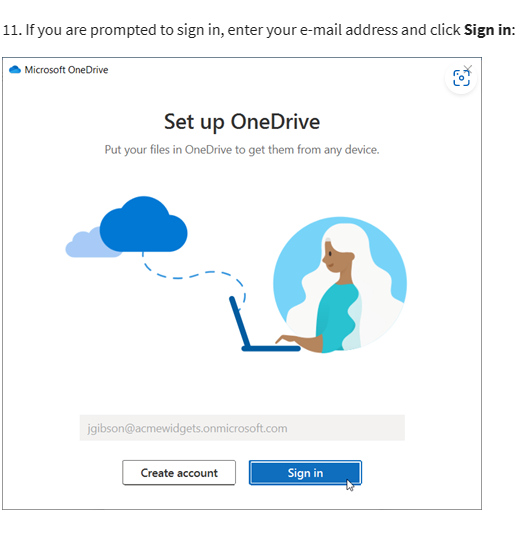 11. If you are prompted to sign in, enter your e-mail address and click Sign in:
Microsoft OneDrive
Set up OneDrive
Put your files in OneDrive to get them from any device.
jgibson@acmewidgets.onmicrosoft.com
Create account
Sign in